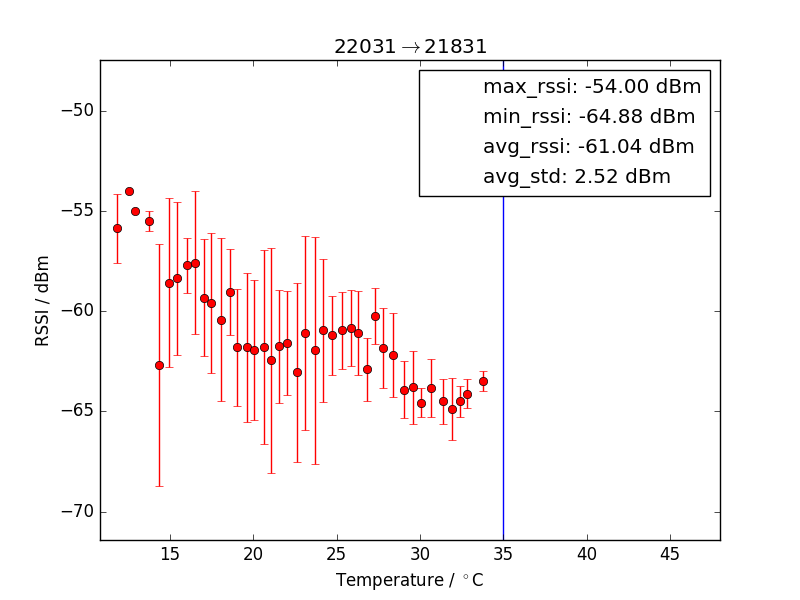 22031→21831
max_rssi: -54.00 dBm
min_rssi: -64.88 dBm
avg_rssi: -61.04 dBm
avg_std: 2.52 dBm
−50
−55
−60
−65
−70
RSSI / dBm
15 20 25 30 35 40 45
Temperature / °C